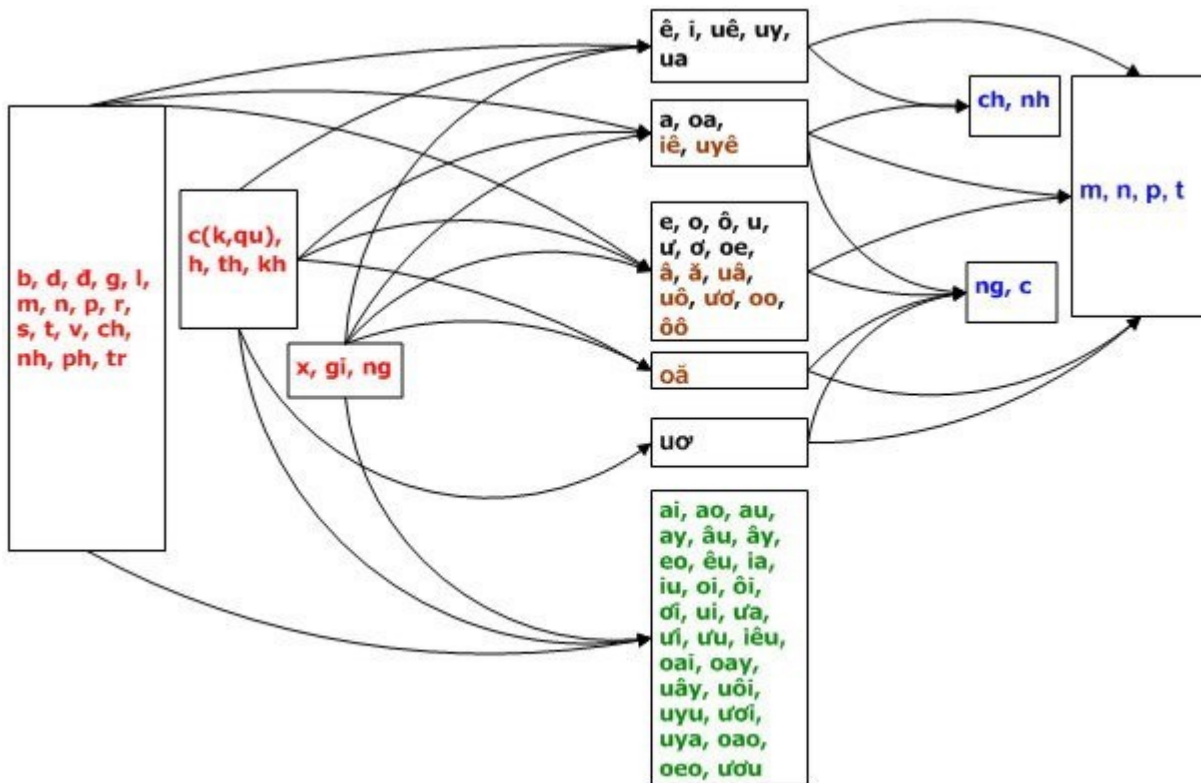 b, d, đ, g, l,
m, n, p, r,
s, t, v, ch,
nh, ph, tr
c(k,qu),
h, th, kh
x, gi, ng
ê, i, uê, uy,
ua
a, oa,
iê, uyê
e, o, ô, u,
ư, ơ, oe,
â, ă, uâ,
uô, ươ, oo,
ôô
oă
uơ
ai, ao, au,
ay, âu, ây,
eo, êu, ia,
iu, oi, ôi,
ơi, ui, ưa,
ưi, ưu, iêu,
oai, oay,
uây, uôi,
uyu, ươi,
uya, oao,
oeo, ươu
ch, nh
ng, c
m, n, p, t